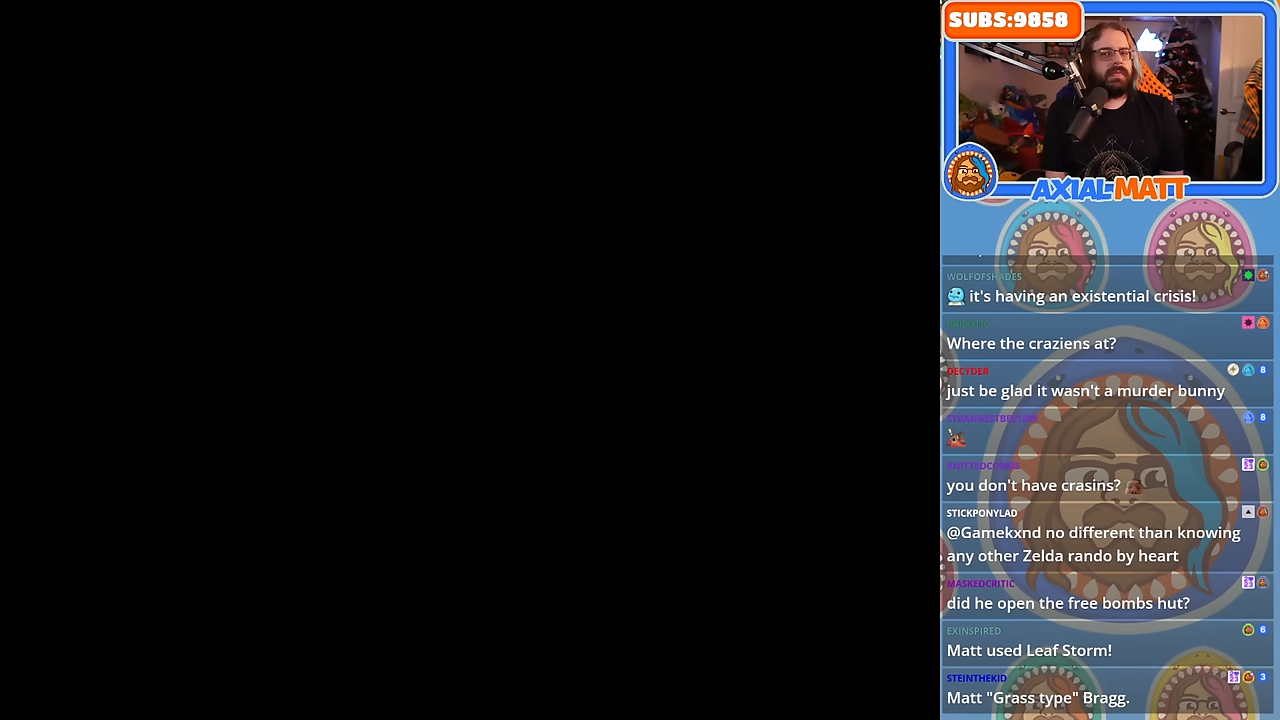 SUBS:9858
AXIALMATT
WOLFOFSHADES
it's having an existential crisis!
Where the craziens at?
DECYDER
8
just be glad it wasn't a murder bunny
8
you don't have crasins?
STICKPONYLAD
@Gamekxnd no different than knowing
any other Zelda rando by heart
MASKEDCRITIC
did he open the free bombs hut?
EXINSPIRED
6
Matt used Leaf Storm!
STEINTHEKID
3
Matt "Grass type" Bragg.